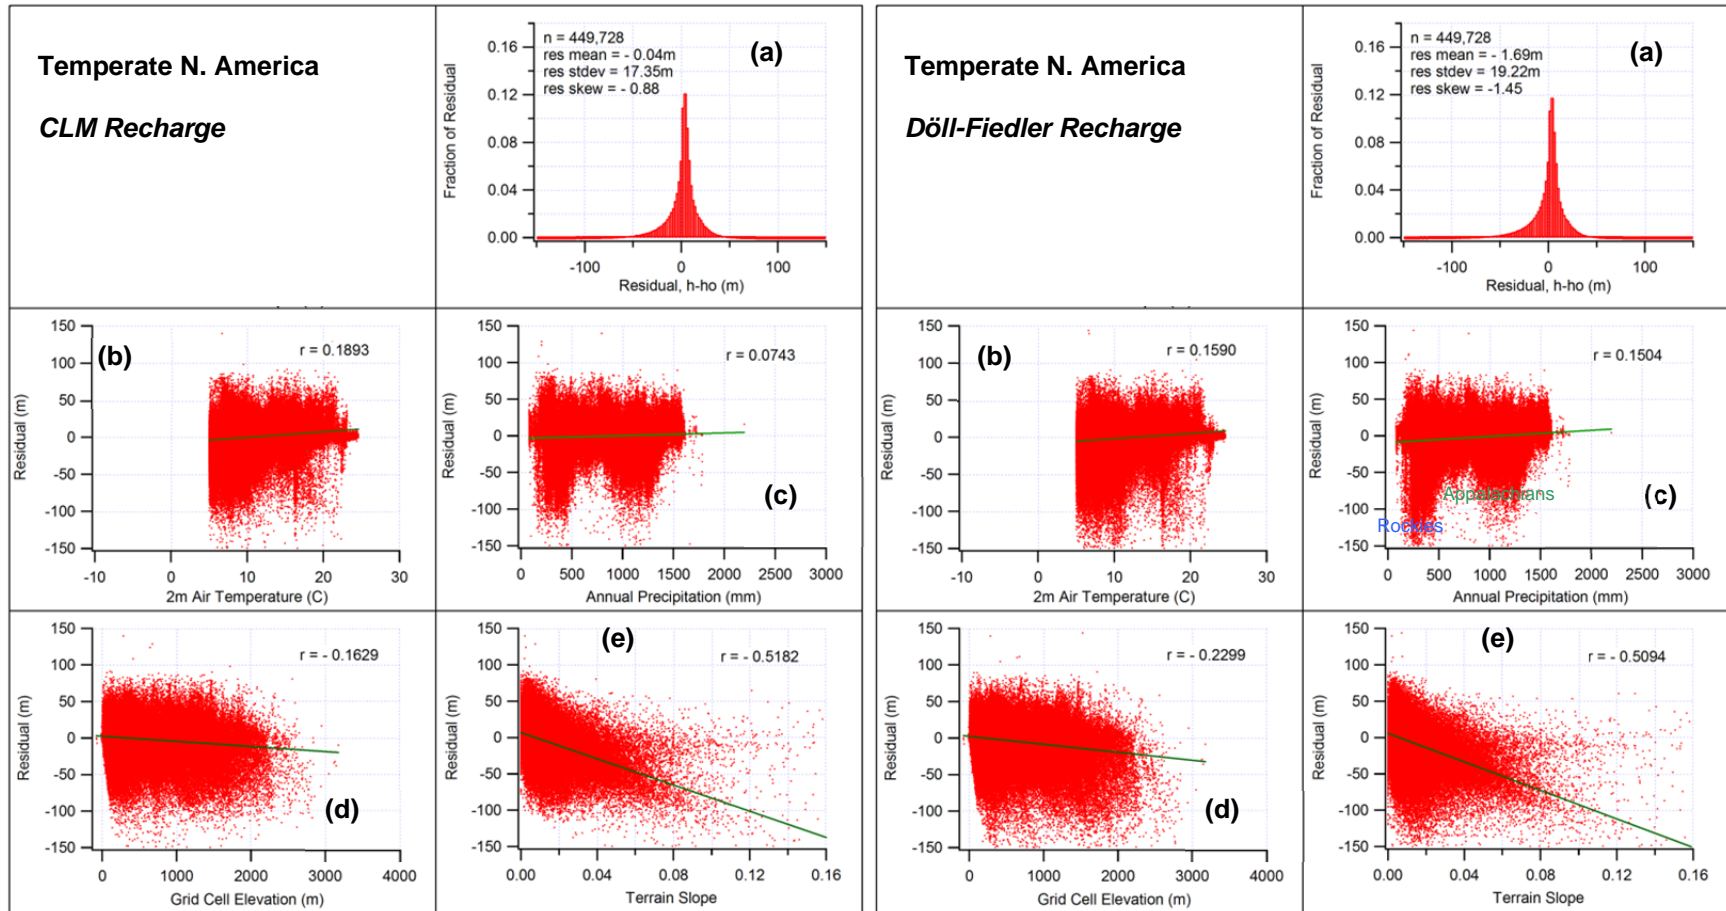 Temperate N. America
CLM Recharge
(a)
n = 449,728
res mean = - 0.04m
res stdev = 17.35m
res skew = - 0.88
Fraction of Residual
0.16
0.12
0.08
0.04
0.00
-100 0 100
Residual, h-ho (m)
(b)
r = 0.1893
Residual (m)
150
100
50
0
-50
-100
-150
-10 0 10 20 30
2m Air Temperature (C)
(c)
r = 0.0743
Residual (m)
150
100
50
0
-50
-100
-150
0 500 1000 1500 2000 2500 3000
Annual Precipitation (mm)
(d)
r = - 0.1629
Residual (m)
150
100
50
0
-50
-100
-150
0 1000 2000 3000 4000
Grid Cell Elevation (m)
(e)
r = - 0.5182
Residual (m)
150
100
50
0
-50
-100
-150
0.00 0.04 0.08 0.12 0.16
Terrain Slope
Temperate N. America
Döll-Fiedler Recharge
(a)
n = 449,728
res mean = - 1.69m
res stdev = 19.22m
res skew = -1.45
Fraction of Residual
0.16
0.12
0.08
0.04
0.00
-100 0 100
Residual, h-ho (m)
(b)
r = 0.1590
Residual (m)
150
100
50
0
-50
-100
-150
-10 0 10 20 30
2m Air Temperature (C)
(c)
r = 0.1504
Appalachians
Rockies
Residual (m)
150
100
50
0
-50
-100
-150
0 500 1000 1500 2000 2500 3000
Annual Precipitation (mm)
(d)
r = - 0.2299
Residual (m)
150
100
50
0
-50
-100
-150
0 1000 2000 3000 4000
Grid Cell Elevation (m)
(e)
r = - 0.5094
Residual (m)
150
100
50
0
-50
-100
-150
0.00 0.04 0.08 0.12 0.16
Terrain Slope